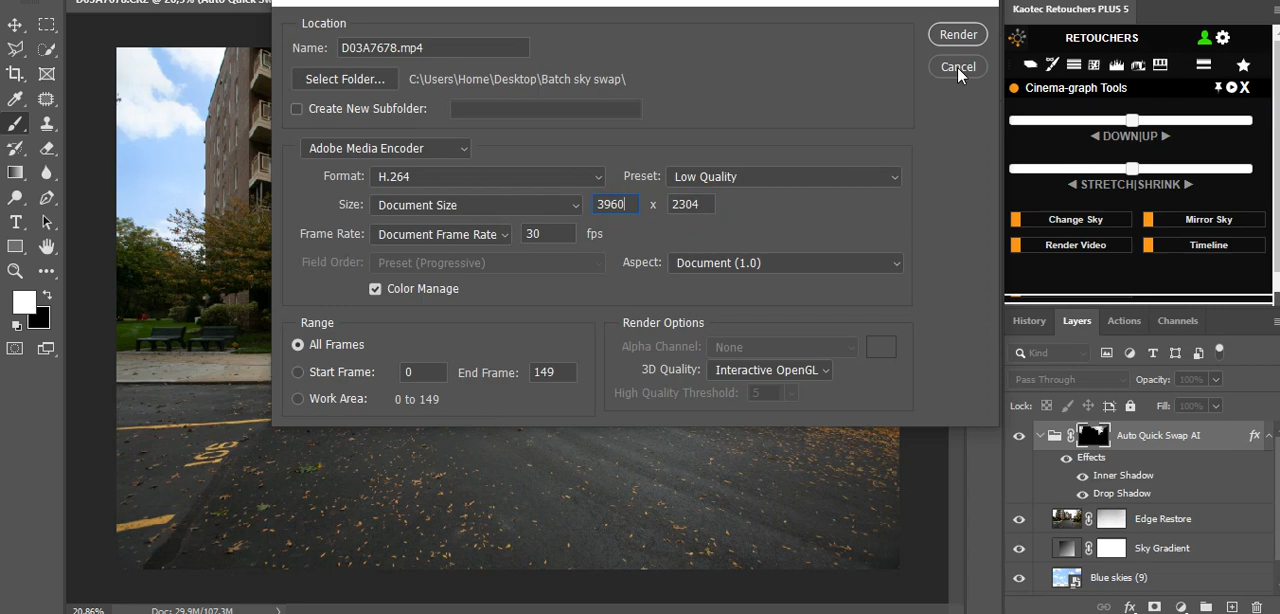 Location
Name: D03A7678.mp4
Select Folder... C:\Users\Home\Desktop\Batch sky swap\
Create New Subfolder:
Render
Cancel
Adobe Media Encoder
Format: H.264 Preset: Low Quality
Size: Document Size 3960 x 2304
Frame Rate: Document Frame Rate 30 fps
Field Order: Preset (Progressive) Aspect: Document (1.0)
Color Manage
Range
All Frames
Start Frame: 0 End Frame: 149
Work Area: 0 to 149
Render Options
Alpha Channel: None
3D Quality: Interactive OpenGL
High Quality Threshold: 5
Kaotec Retouchers PLUS 5
RETOUCHERS
Cinema-graph Tools
DOWN|UP
STRETCH|SHRINK
Change Sky Mirror Sky
Render Video Timeline
History Layers Actions Channels
Kind
Pass Through Opacity: 100%
Lock: Fill: 100%
Auto Quick Swap AI fx
Effects
Inner Shadow
Drop Shadow
Edge Restore
Sky Gradient
Blue skies (9)
fx
20.86% Doc: 29.9M/107.3M